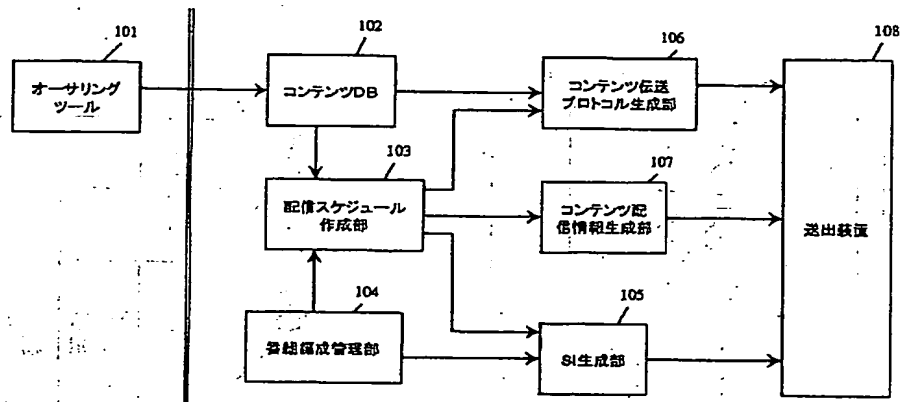 101
オーサリング
ツール
102
コンテンツDB
106
コンテンツ伝送
プロトコル生成部
108
送出装置
103
配信スケジュール
作成部
107
コンテンツ配
信情報生成部
104
番組編成管理部
105
SI生成部